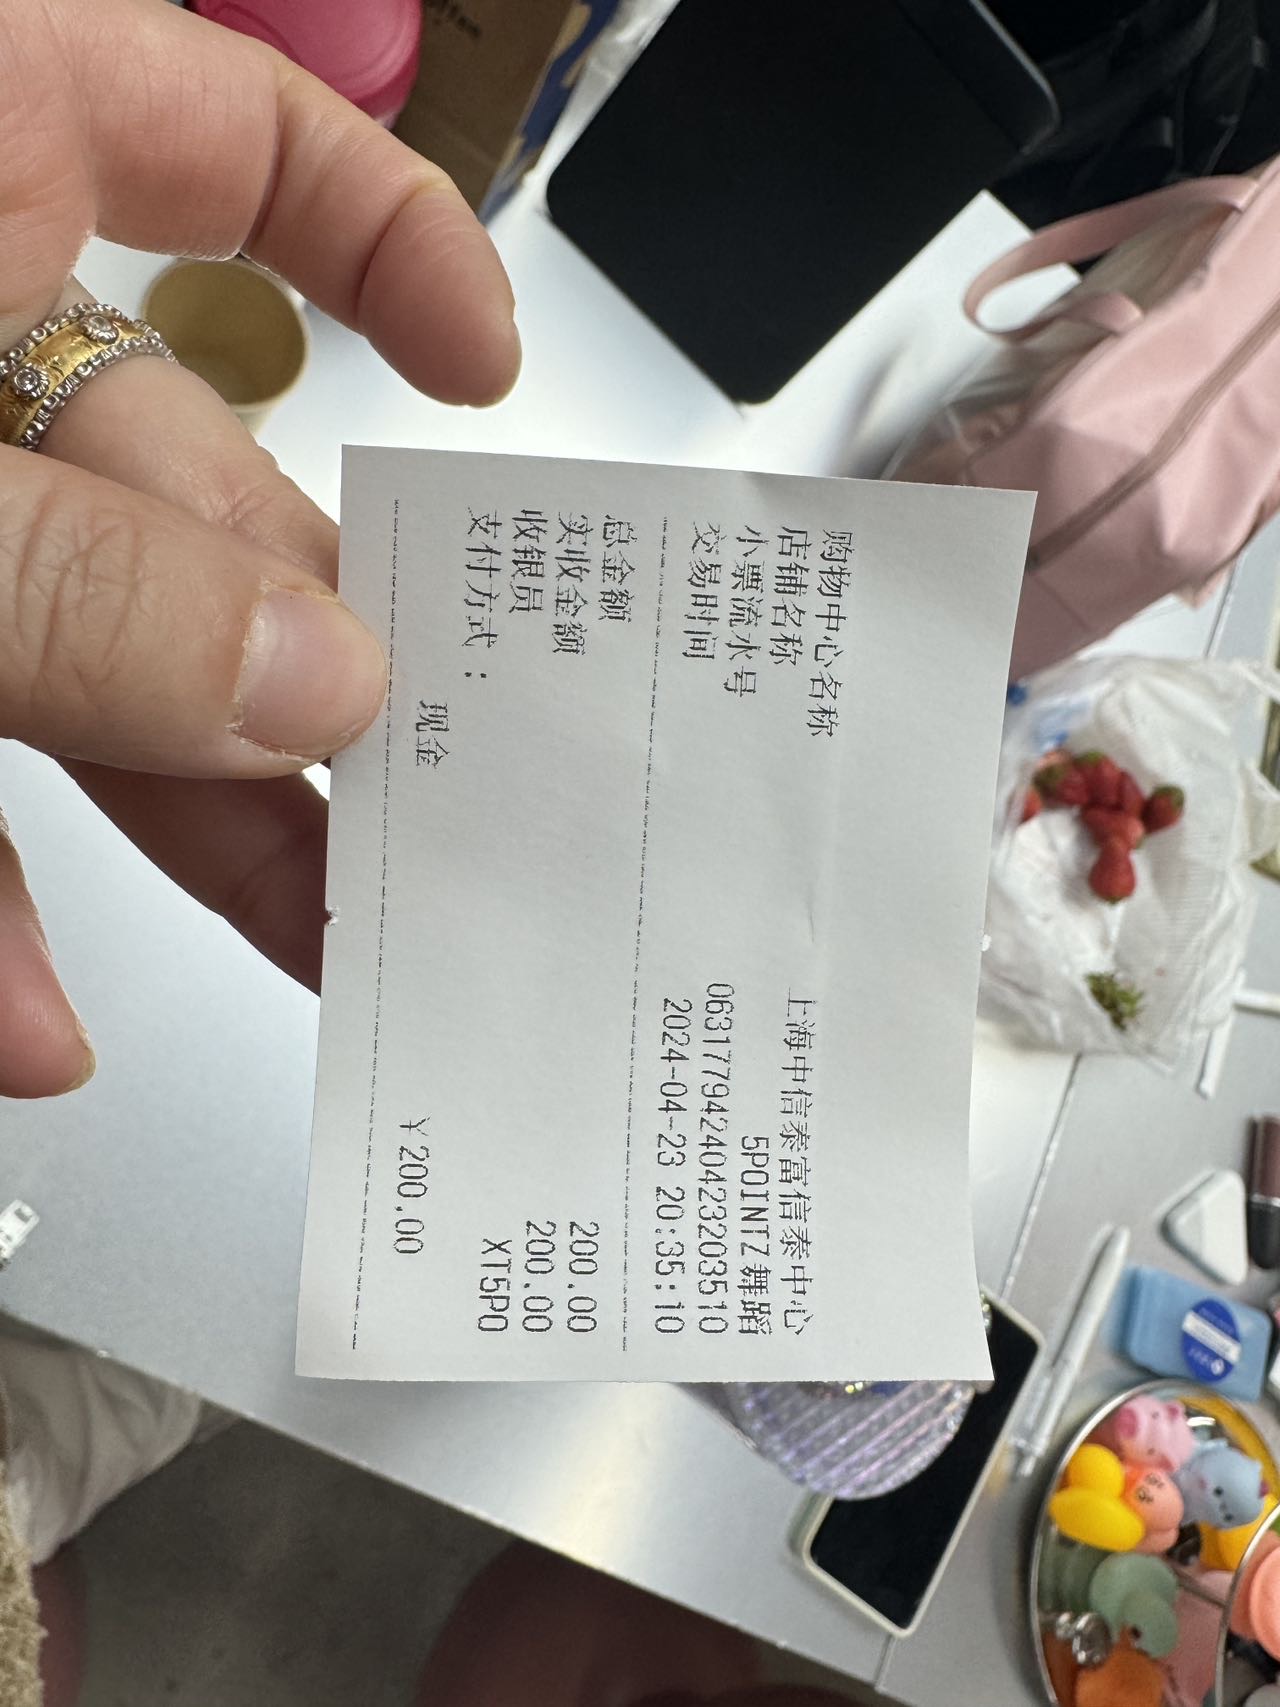 购物中心名称
上海中信泰富信泰中心
店铺名称 5POINTZ舞蹈
小票流水号 06317794240423203510
交易时间 2024-04-23 20:35:10
总金额 200.00
实收金额 200.00
收银员 XT5PO
支付方式：
现金 ¥200.00